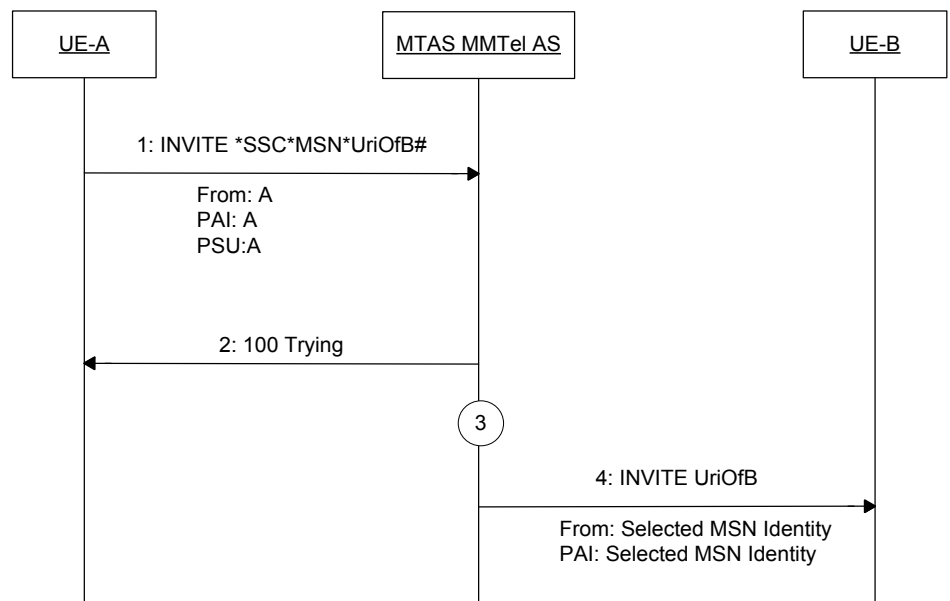 UE-A
MTAS MMTel AS
UE-B
1: INVITE *SSC*MSN*UriOfB#
From: A
PAI: A
PSU:A
2: 100 Trying
3
4: INVITE UriOfB
From: Selected MSN Identity
PAI: Selected MSN Identity